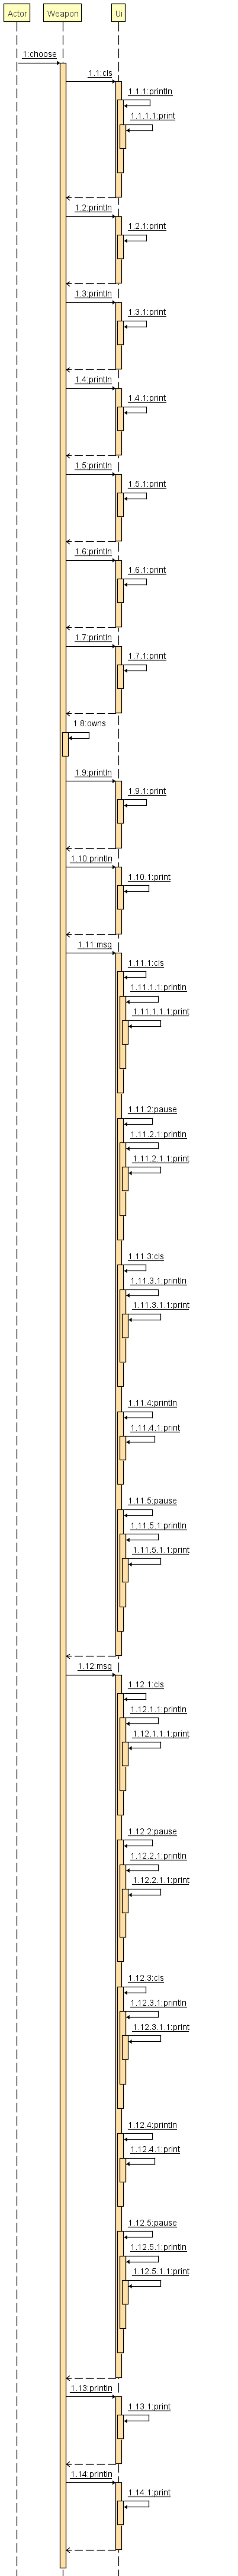 Actor
Weapon
Ui
1:choose
1.1:cls
1.1.1:println
1.1.1.1:print
1.2:println
1.2.1:print
1.3:println
1.3.1:print
1.4:println
1.4.1:print
1.5:println
1.5.1:print
1.6:println
1.6.1:print
1.7:println
1.7.1:print
1.8:owns
1.9:println
1.9.1:print
1.10:println
1.10.1:print
1.11:msg
1.11.1:cls
1.11.1.1:println
1.11.1.1.1:print
1.11.2:pause
1.11.2.1:println
1.11.2.1.1:print
1.11.3:cls
1.11.3.1:println
1.11.3.1.1:print
1.11.4:println
1.11.4.1:print
1.11.5:pause
1.11.5.1:println
1.11.5.1.1:print
1.12:msg
1.12.1:cls
1.12.1.1:println
1.12.1.1.1:print
1.12.2:pause
1.12.2.1:println
1.12.2.1.1:print
1.12.3:cls
1.12.3.1:println
1.12.3.1.1:print
1.12.4:println
1.12.4.1:print
1.12.5:pause
1.12.5.1:println
1.12.5.1.1:print
1.13:println
1.13.1:print
1.14:println
1.14.1:print